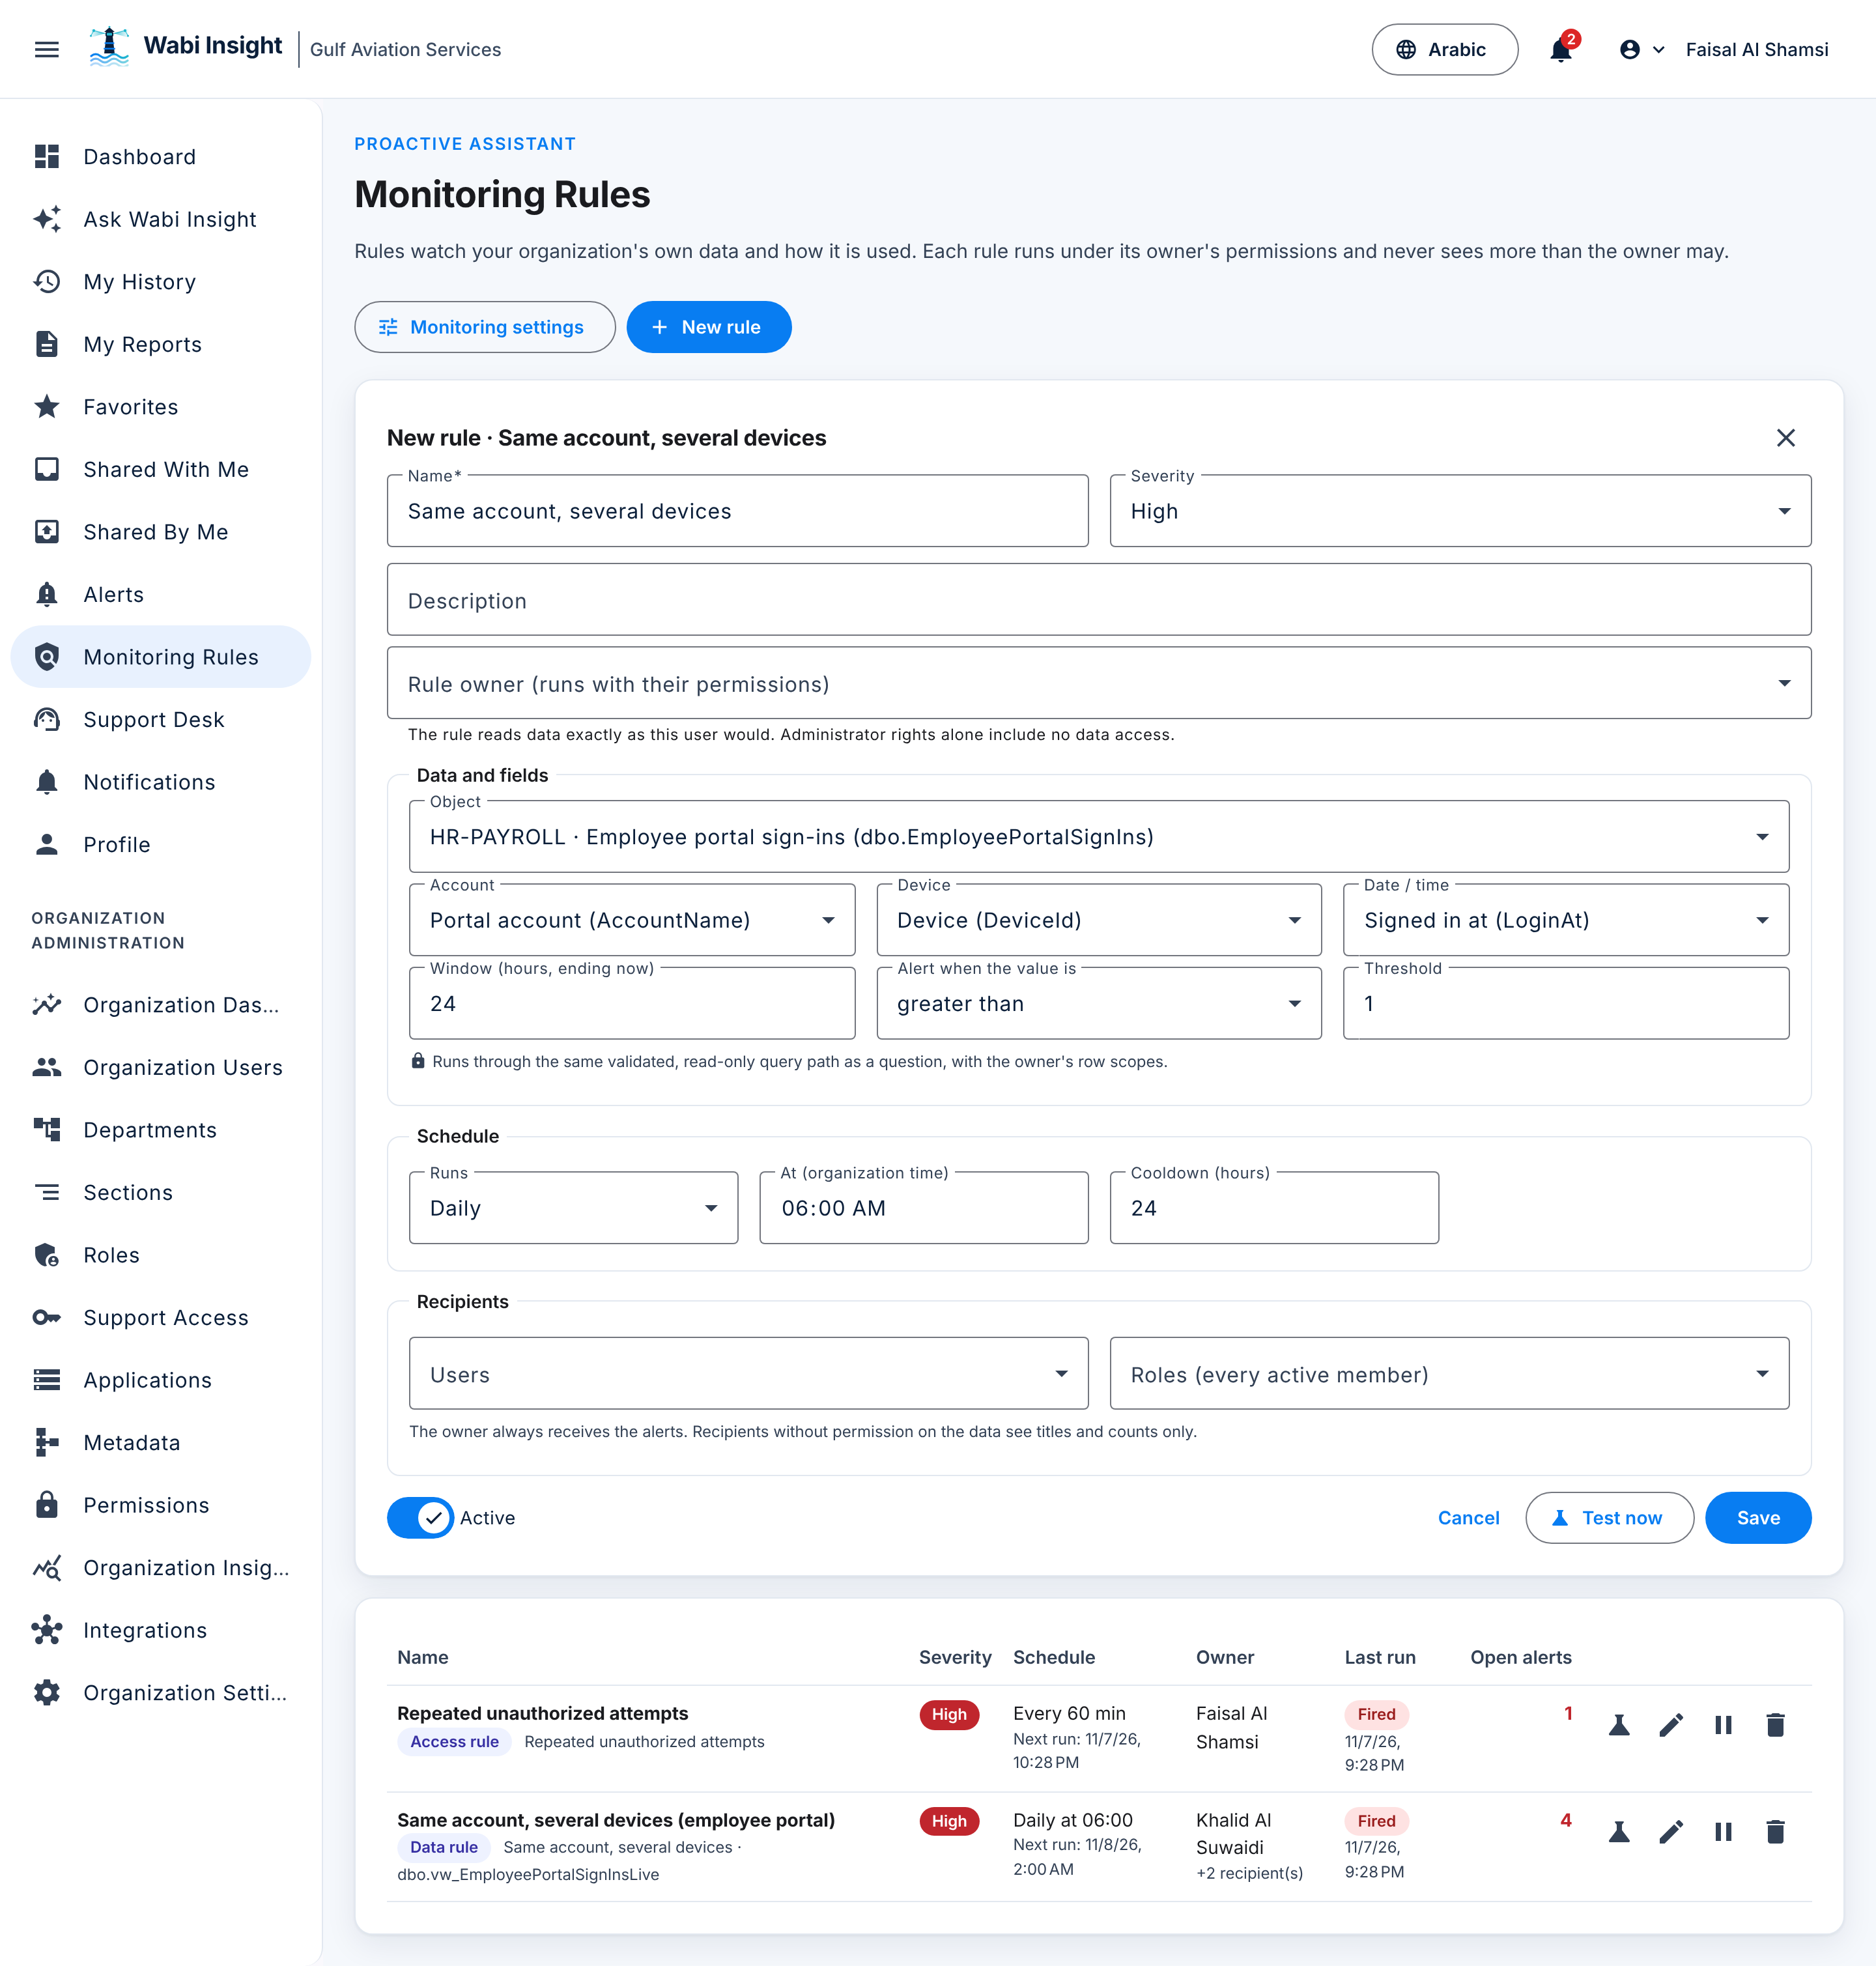 Wabi Insight
Gulf Aviation Services
Arabic
2
Faisal Al Shamsi
Dashboard
Ask Wabi Insight
My History
My Reports
Favorites
Shared With Me
Shared By Me
Alerts
Monitoring Rules
Support Desk
Notifications
Profile
ORGANIZATION
ADMINISTRATION
Organization Das...
Organization Users
Departments
Sections
Roles
Support Access
Applications
Metadata
Permissions
Organization Insig...
Integrations
Organization Setti...
PROACTIVE ASSISTANT
Monitoring Rules
Rules watch your organization's own data and how it is used. Each rule runs under its owner's permissions and never sees more than the owner may.
Monitoring settings
New rule
New rule · Same account, several devices
Name*
Same account, several devices
Severity
High
Description
Rule owner (runs with their permissions)
The rule reads data exactly as this user would. Administrator rights alone include no data access.
Data and fields
Object
HR-PAYROLL · Employee portal sign-ins (dbo.EmployeePortalSignIns)
Account
Portal account (AccountName)
Device
Device (DeviceId)
Date / time
Signed in at (LoginAt)
Window (hours, ending now)
24
Alert when the value is
greater than
Threshold
1
Runs through the same validated, read-only query path as a question, with the owner's row scopes.
Schedule
Runs
Daily
At (organization time)
06:00 AM
Cooldown (hours)
24
Recipients
Users
Roles (every active member)
The owner always receives the alerts. Recipients without permission on the data see titles and counts only.
Active
Cancel
Test now
Save
Name
Severity
Schedule
Owner
Last run
Open alerts
Repeated unauthorized attempts
Access rule
Repeated unauthorized attempts
High
Every 60 min
Next run: 11/7/26,
10:28 PM
Faisal Al
Shamsi
Fired
11/7/26,
9:28 PM
1
Same account, several devices (employee portal)
Data rule
Same account, several devices ·
dbo.vw_EmployeePortalSignInsLive
High
Daily at 06:00
Next run: 11/8/26,
2:00 AM
Khalid Al
Suwaidi
+2 recipient(s)
Fired
11/7/26,
9:28 PM
4